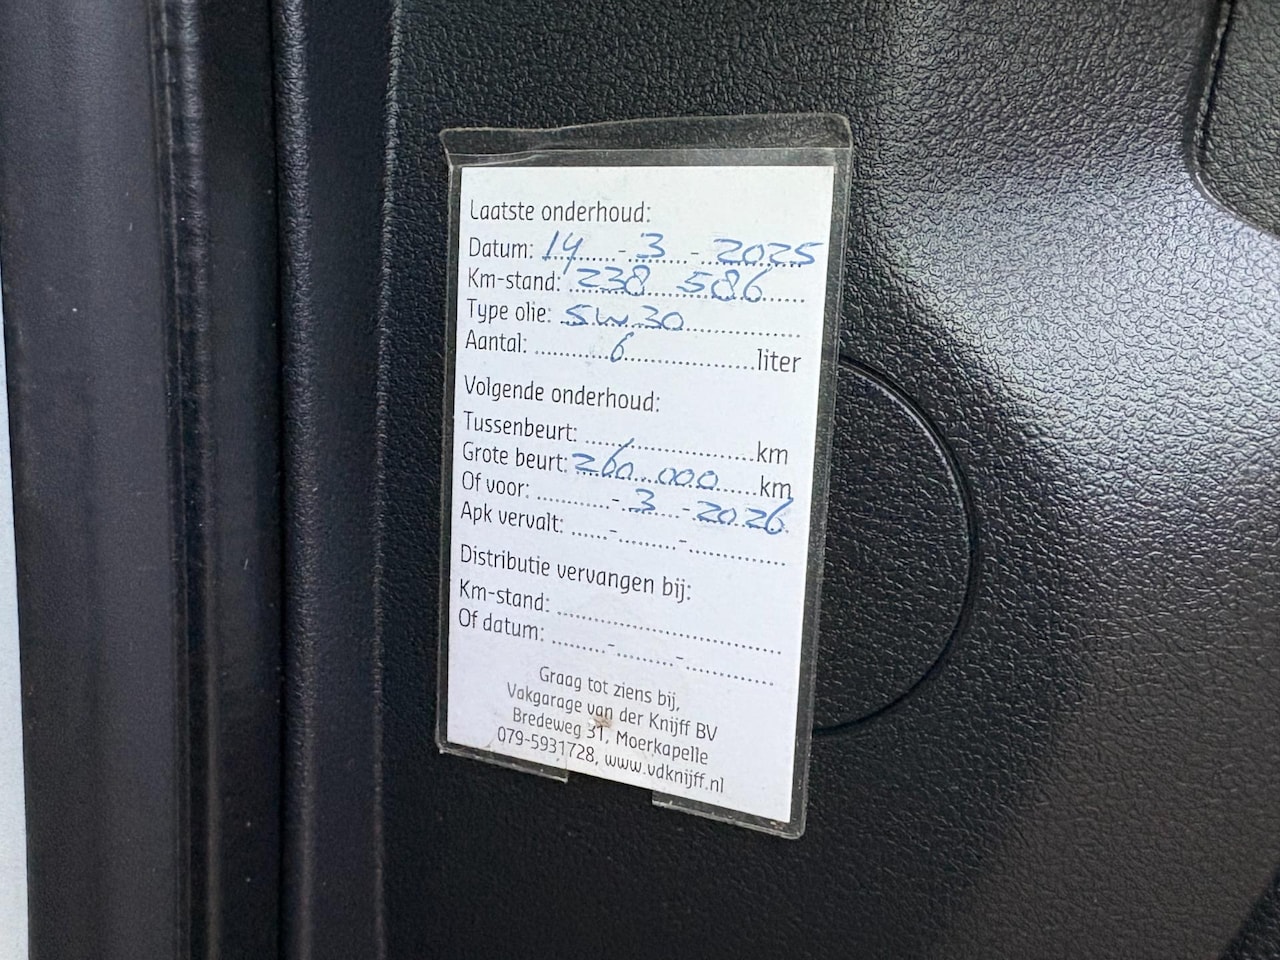 Laatste onderhoud:
Datum: 14 - 3 - 2025
Km-stand: 238 586
Type olie: 5W30
Aantal: 6 liter
Volgende onderhoud:
Tussenbeurt: / km
Grote beurt: 260.000 km
Of voor: - 3 - 2026
Apk vervalt: - -
Distributie vervangen bij:
Km-stand:
Of datum: - -
Graag tot ziens bij,
Vakgarage van der Knijff BV
Bredeweg 31, Moerkapelle
079-5931728, www.vdknijff.nl